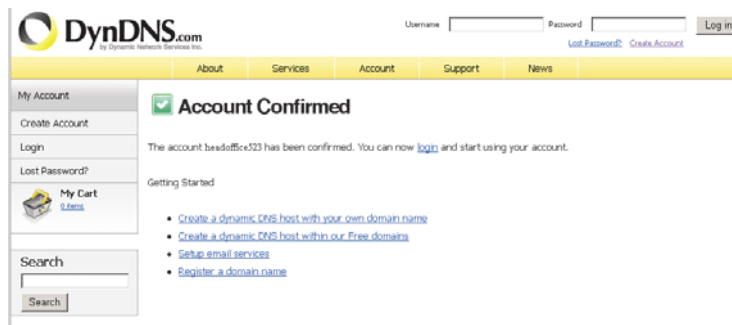 DynDNS.com
by Dynamic Network Services Inc.
Username
Password
Log in
Lost Password?
Create Account
About
Services
Account
Support
News
My Account
Create Account
Login
Lost Password?
My Cart
0 items
Search
Search
Account Confirmed
The account headoffice523 has been confirmed. You can now login and start using your account.
Getting Started
Create a dynamic DNS host with your own domain name
Create a dynamic DNS host within our Free domains
Setup email services
Register a domain name